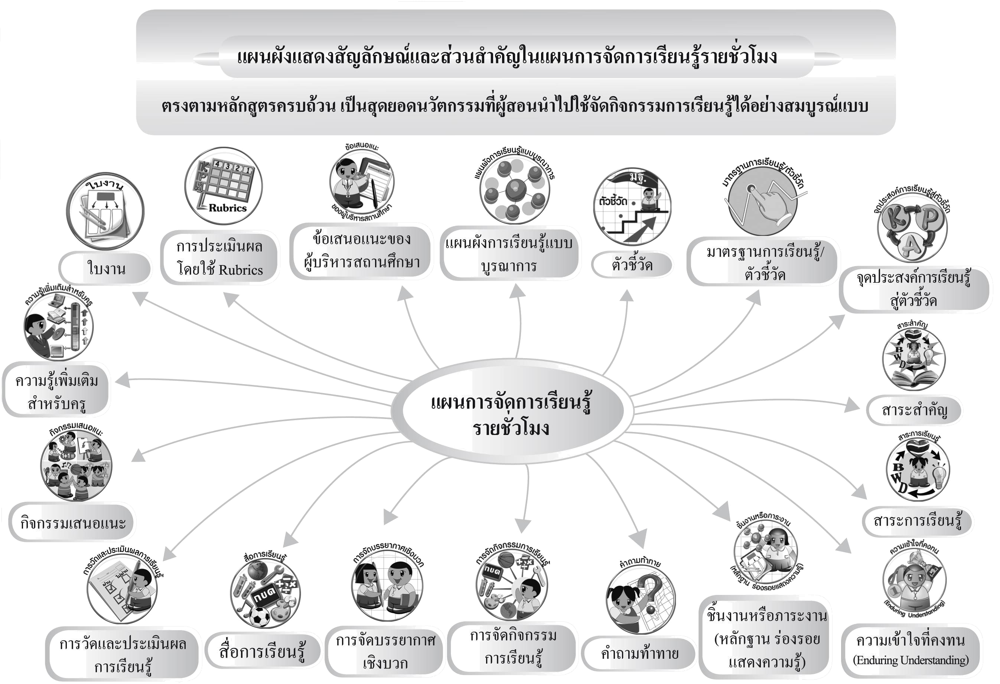 แผนผังแสดงสัญลักษณ์และส่วนสำคัญในแผนการจัดการเรียนรู้รายชั่วโมง
ตรงตามหลักสูตรครบถ้วน เป็นสุดยอดนวัตกรรมที่ผู้สอนนำไปใช้จัดกิจกรรมการเรียนรู้ได้อย่างสมบูรณ์แบบ
ใบงาน
ใบงาน
K P A
4 3 2 1
Rubrics
การประเมินผล
โดยใช้ Rubrics
ข้อเสนอแนะ
ของผู้บริหารสถานศึกษา
ข้อเสนอแนะของ
ผู้บริหารสถานศึกษา
แผนผังการเรียนรู้แบบบูรณาการ
แผนผังการเรียนรู้แบบ
บูรณาการ
มฐ.
ตัวชี้วัด
ตัวชี้วัด
มาตรฐานการเรียนรู้/ตัวชี้วัด
มาตรฐานการเรียนรู้/
ตัวชี้วัด
จุดประสงค์การเรียนรู้สู่ตัวชี้วัด
K P
A
จุดประสงค์การเรียนรู้
สู่ตัวชี้วัด
ความรู้เพิ่มเติมสำหรับครู
ความรู้เพิ่มเติม
สำหรับครู
สาระสำคัญ
B
W
D
สาระสำคัญ
แผนการจัดการเรียนรู้
รายชั่วโมง
กิจกรรมเสนอแนะ
1+1=
กิจกรรมเสนอแนะ
สาระการเรียนรู้
B
W
D
สาระการเรียนรู้
การวัดและประเมินผลการเรียนรู้
ผ่าน ไม่ผ่าน
การวัดและประเมินผล
การเรียนรู้
สื่อการเรียนรู้
กขค
สื่อการเรียนรู้
การจัดบรรยากาศเชิงบวก
การจัดบรรยากาศ
เชิงบวก
การจัดกิจกรรมการเรียนรู้
กขค
การจัดกิจกรรม
การเรียนรู้
คำถามท้าทาย
คำถามท้าทาย
ชิ้นงานหรือภาระงาน
(หลักฐาน ร่องรอยแสดงความรู้)
ชิ้นงานหรือภาระงาน
(หลักฐาน ร่องรอย
แสดงความรู้)
ความเข้าใจที่คงทน
(Enduring Understanding)
ความเข้าใจที่คงทน
(Enduring Understanding)